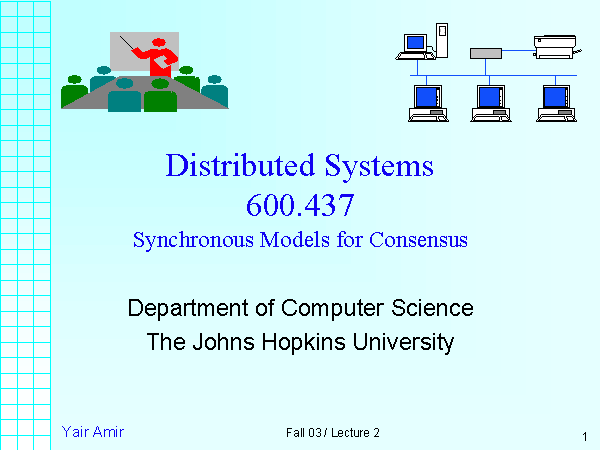 Distributed Systems
600.437
Synchronous Models for Consensus
Department of Computer Science
The Johns Hopkins University
Yair Amir
Fall 03 / Lecture 2
1